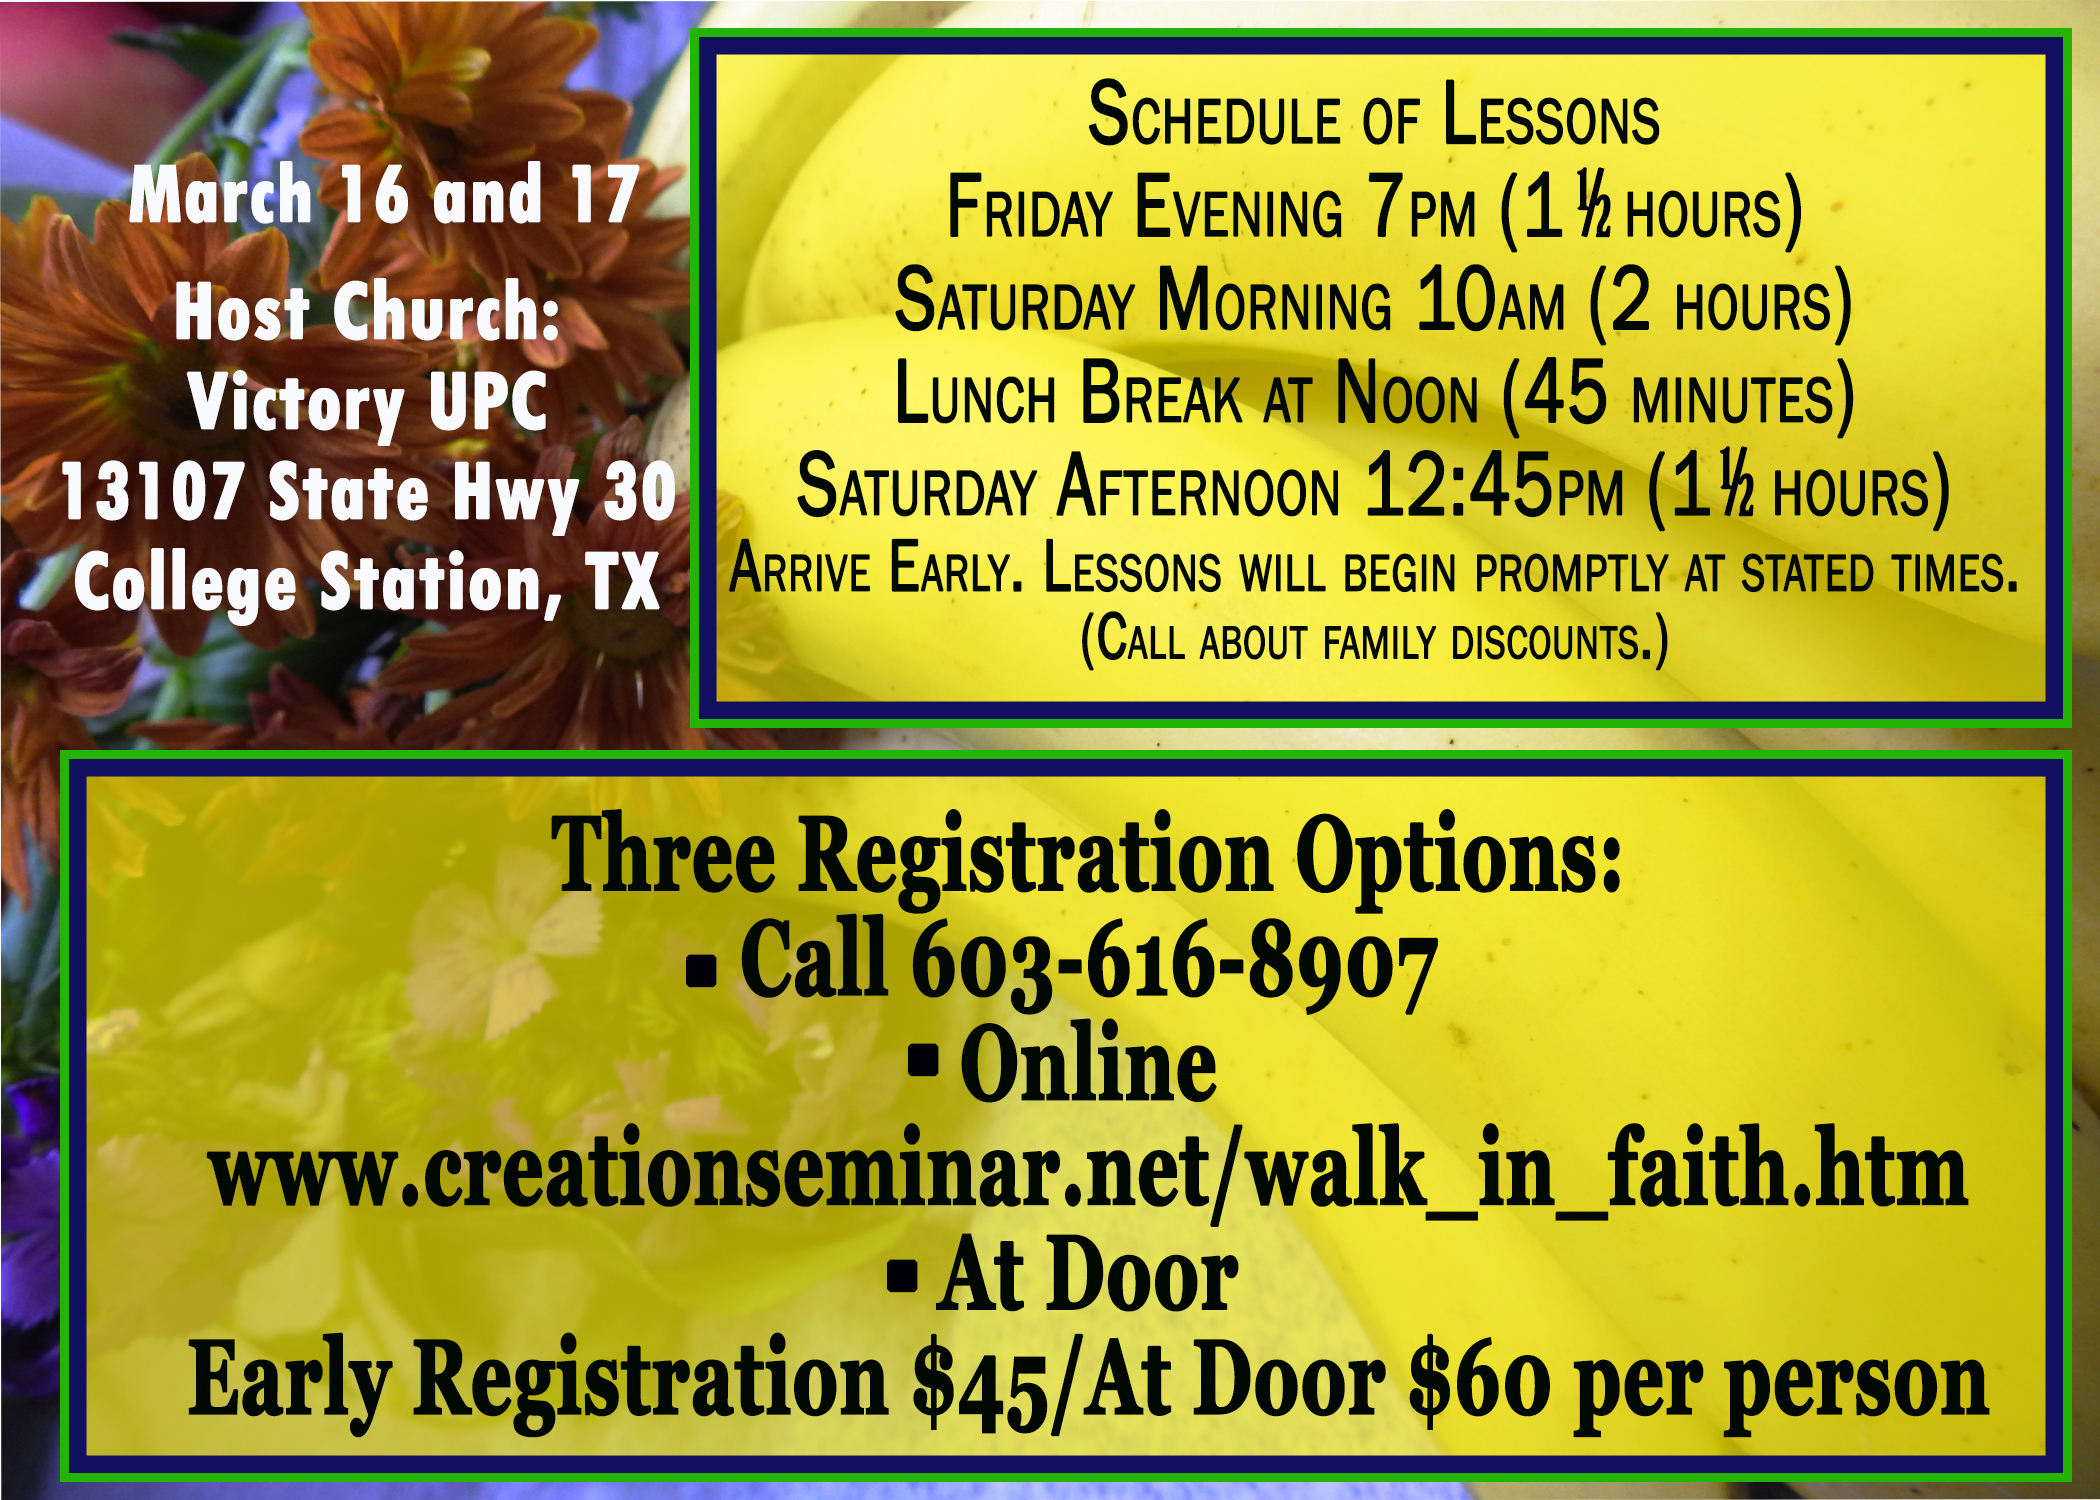 March 16 and 17
Host Church:
Victory UPC
13107 State Hwy 30
College Station, TX
Schedule of Lessons
Friday Evening 7pm (1 ½ hours)
Saturday Morning 10am (2 hours)
Lunch Break at Noon (45 minutes)
Saturday Afternoon 12:45pm (1 ½ hours)
Arrive Early. Lessons will begin promptly at stated times.
(Call about family discounts.)
Three Registration Options:
▪ Call 603-616-8907
▪ Online
www.creationseminar.net/walk_in_faith.htm
▪ At Door
Early Registration $45/At Door $60 per person